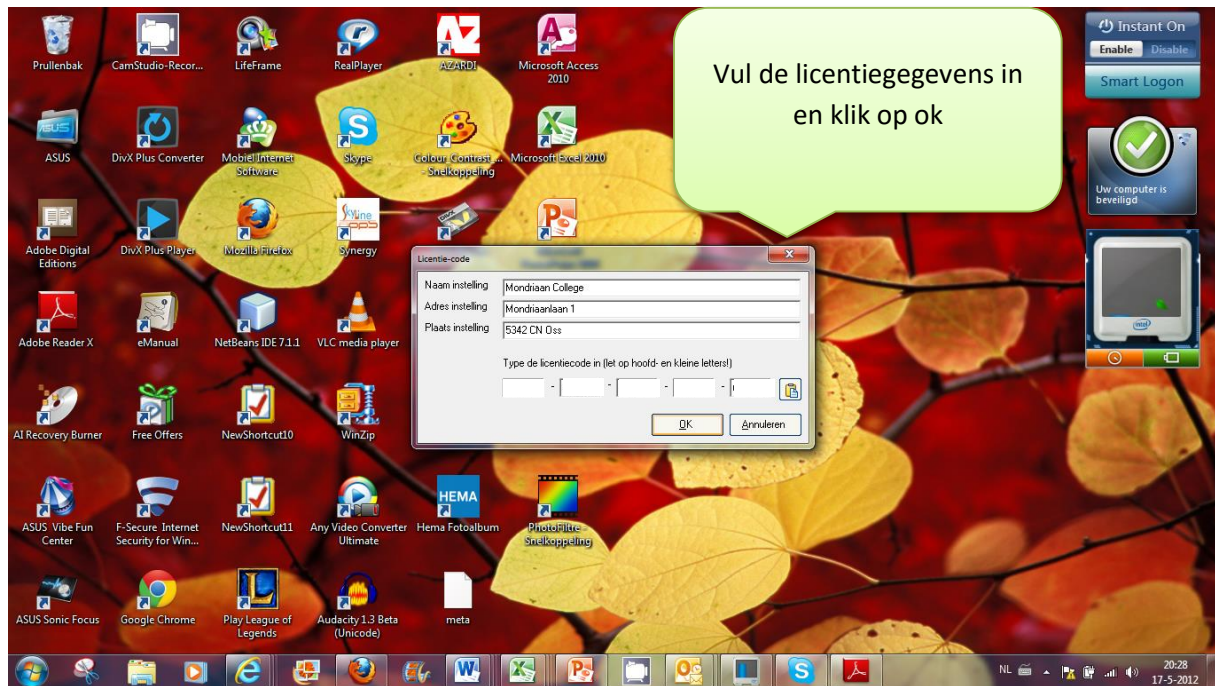 Vul de licentiegegevens in
en klik op ok
Instant On
Enable Disable
Smart Logon
Uw computer is
beveiligd
Prullenbak
CamStudio-Recor...
LifeFrame
RealPlayer
AZARDI
Microsoft Access
2010
ASUS
DivX Plus Converter
Mobiel Internet
Software
Skype
Colour_Contrast_...
- Snelkoppeling
Microsoft Excel 2010
Adobe Digital
Editions
DivX Plus Player
Mozilla Firefox
Synergy
Licentie-code
Naam instelling Mondriaan College
Adres instelling Mondriaanlaan 1
Plaats instelling 5342 CN Oss
Type de licentiecode in (let op hoofd- en kleine letters!)
- - - -
OK Annuleren
Adobe Reader X
eManual
NetBeans IDE 7.1.1
VLC media player
AI Recovery Burner
Free Offers
NewShortcut10
WinZip
ASUS Vibe Fun
Center
F-Secure Internet
Security for Win...
NewShortcut11
Any Video Converter
Ultimate
HEMA
Hema Fotoalbum
PhotoFiltre -
Snelkoppeling
ASUS Sonic Focus
Google Chrome
Play League of
Legends
Audacity 1.3 Beta
(Unicode)
meta
intel
NL
20:28
17-5-2012